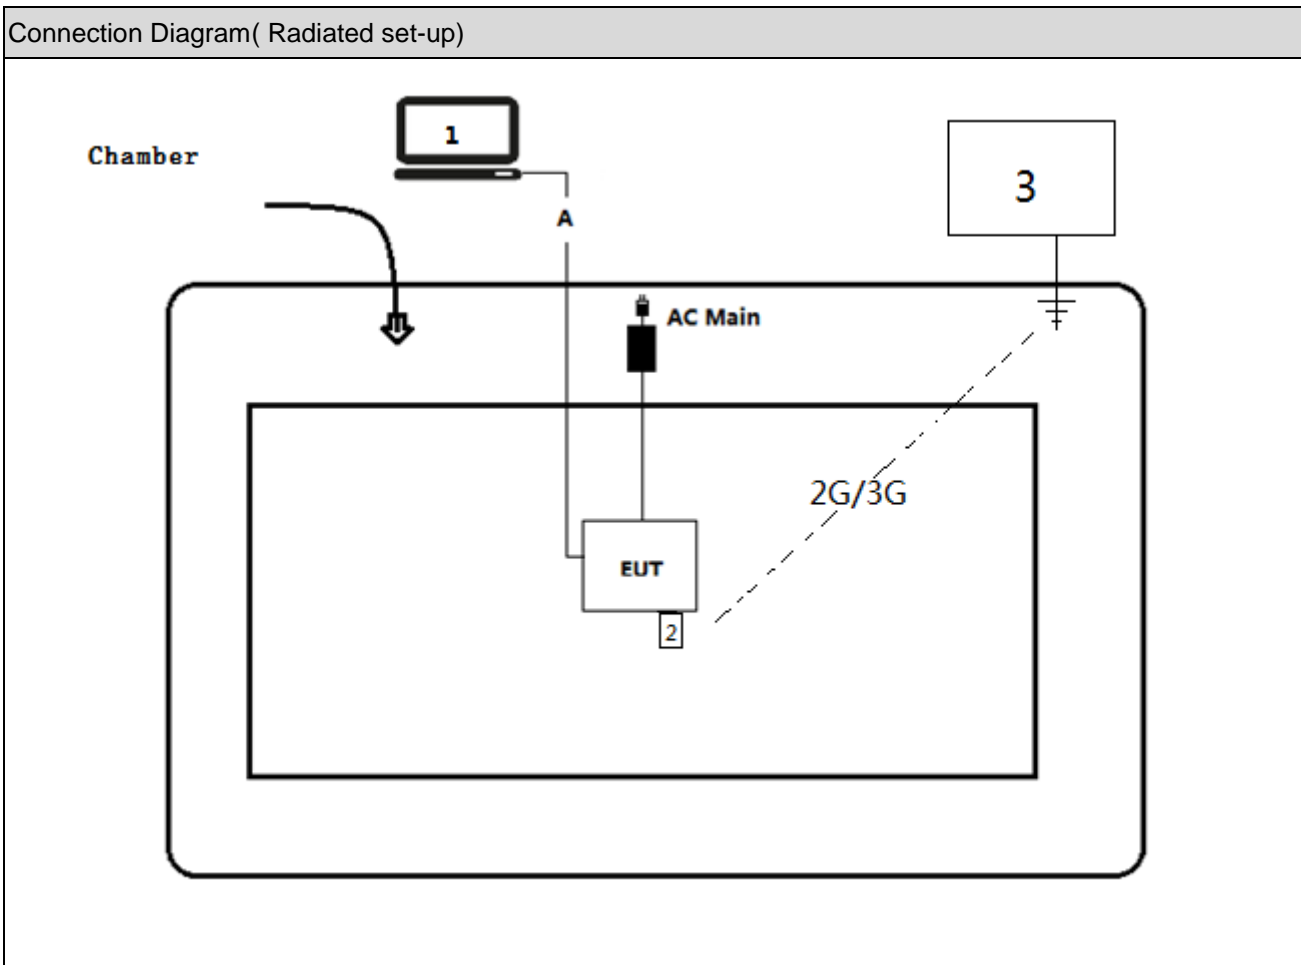 Connection Diagram( Radiated set-up)
1
Chamber
3
A
AC Main
2G/3G
EUT
2